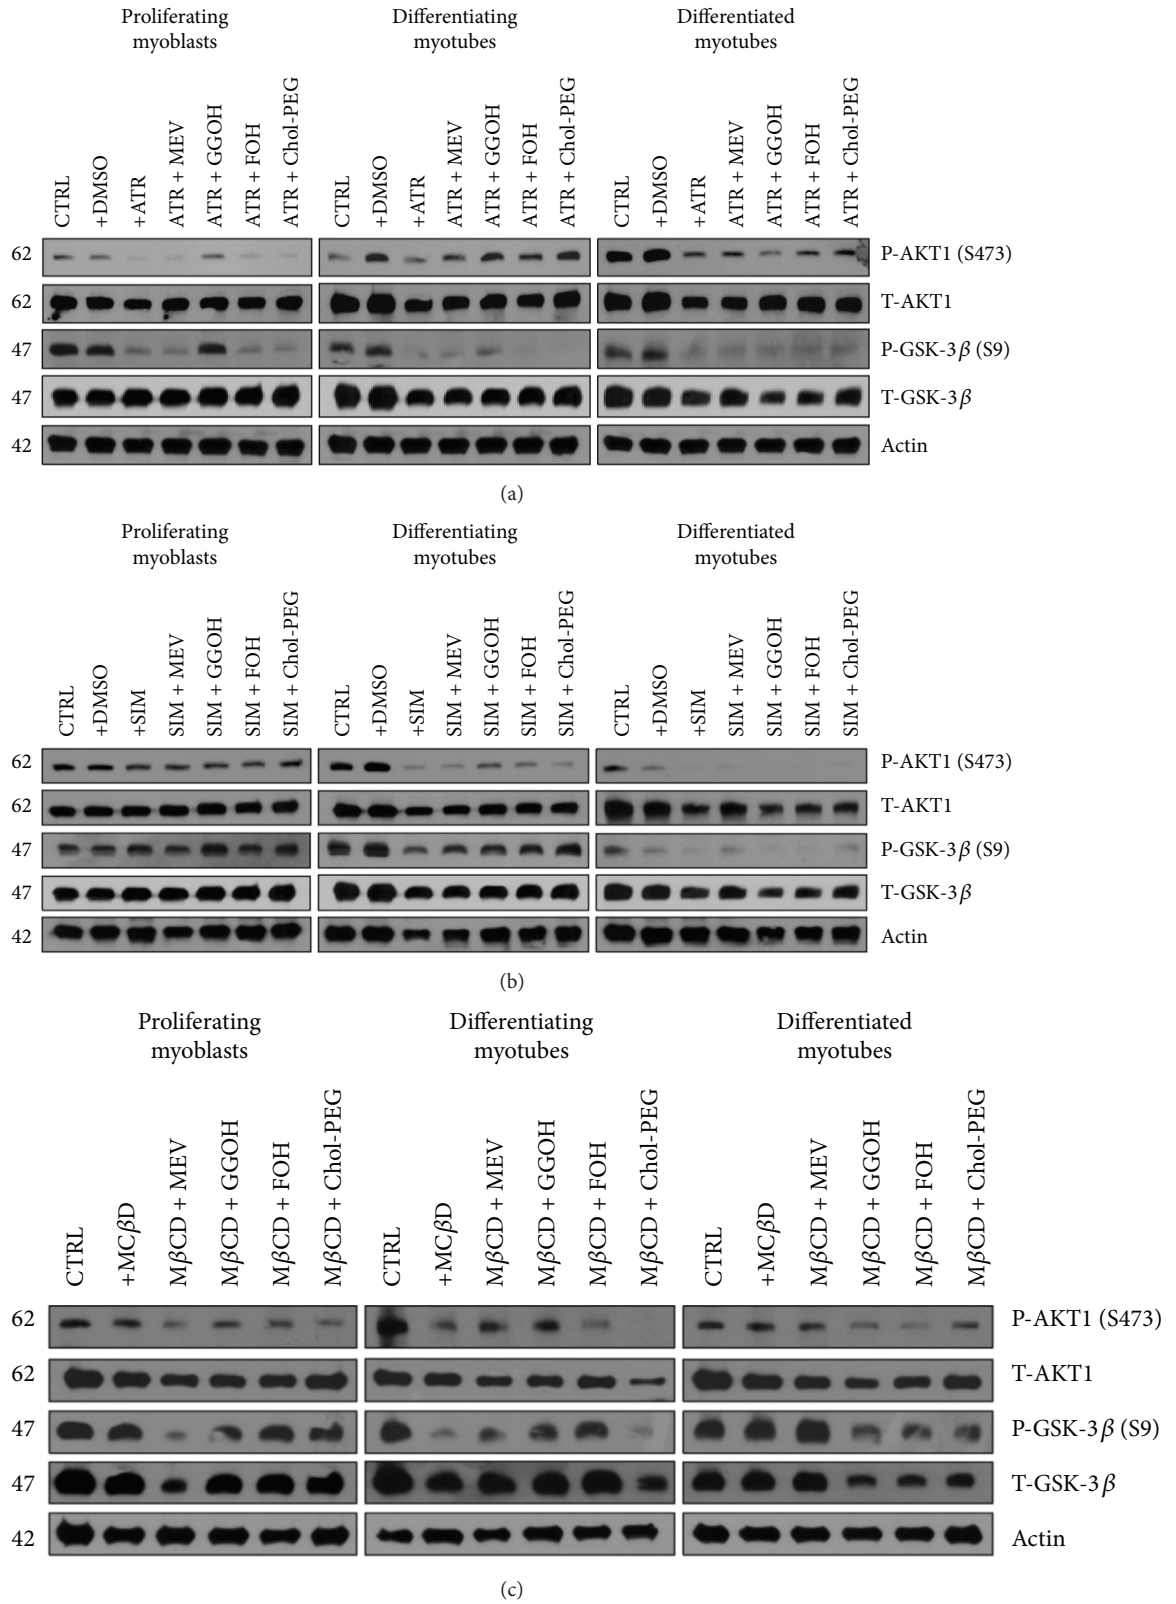 Proliferating
myoblasts
Differentiating
myotubes
Differentiated
myotubes
CTRL
+DMSO
+ATR
ATR + MEV
ATR + GGOH
ATR + FOH
ATR + Chol-PEG
CTRL
+DMSO
+ATR
ATR + MEV
ATR + GGOH
ATR + FOH
ATR + Chol-PEG
CTRL
+DMSO
+ATR
ATR + MEV
ATR + GGOH
ATR + FOH
ATR + Chol-PEG
62 P-AKT1 (S473)
62 T-AKT1
47 P-GSK-3β (S9)
47 T-GSK-3β
42 Actin
(a)
Proliferating
myoblasts
Differentiating
myotubes
Differentiated
myotubes
CTRL
+DMSO
+SIM
SIM + MEV
SIM + GGOH
SIM + FOH
SIM + Chol-PEG
CTRL
+DMSO
+SIM
SIM + MEV
SIM + GGOH
SIM + FOH
SIM + Chol-PEG
CTRL
+DMSO
+SIM
SIM + MEV
SIM + GGOH
SIM + FOH
SIM + Chol-PEG
62 P-AKT1 (S473)
62 T-AKT1
47 P-GSK-3β (S9)
47 T-GSK-3β
42 Actin
(b)
Proliferating
myoblasts
Differentiating
myotubes
Differentiated
myotubes
CTRL
+MCβD
MβCD + MEV
MβCD + GGOH
MβCD + FOH
MβCD + Chol-PEG
CTRL
+MCβD
MβCD + MEV
MβCD + GGOH
MβCD + FOH
MβCD + Chol-PEG
CTRL
+MCβD
MβCD + MEV
MβCD + GGOH
MβCD + FOH
MβCD + Chol-PEG
62 P-AKT1 (S473)
62 T-AKT1
47 P-GSK-3β (S9)
47 T-GSK-3β
42 Actin
(c)